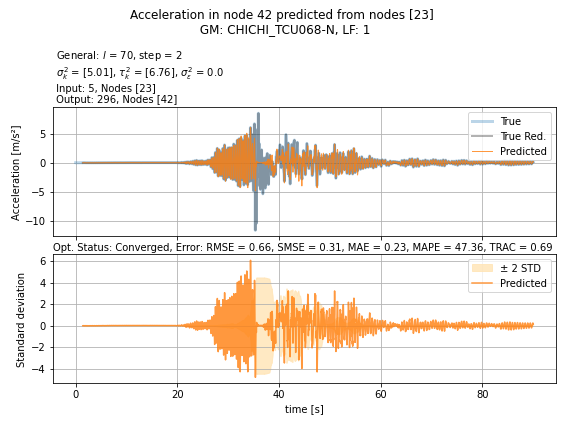 Acceleration in node 42 predicted from nodes [23]
GM: CHICHI_TCU068-N, LF: 1
General: l = 70, step = 2
σ²ₖ = [5.01], τ²ₖ = [6.76], σ²ε = 0.0
Input: 5, Nodes [23]
Output: 296, Nodes [42]
Acceleration [m/s²]
5
0
−5
−10
True
True Red.
Predicted
Opt. Status: Converged, Error: RMSE = 0.66, SMSE = 0.31, MAE = 0.23, MAPE = 47.36, TRAC = 0.69
Standard deviation
6
4
2
0
−2
−4
± 2 STD
Predicted
0 20 40 60 80
time [s]